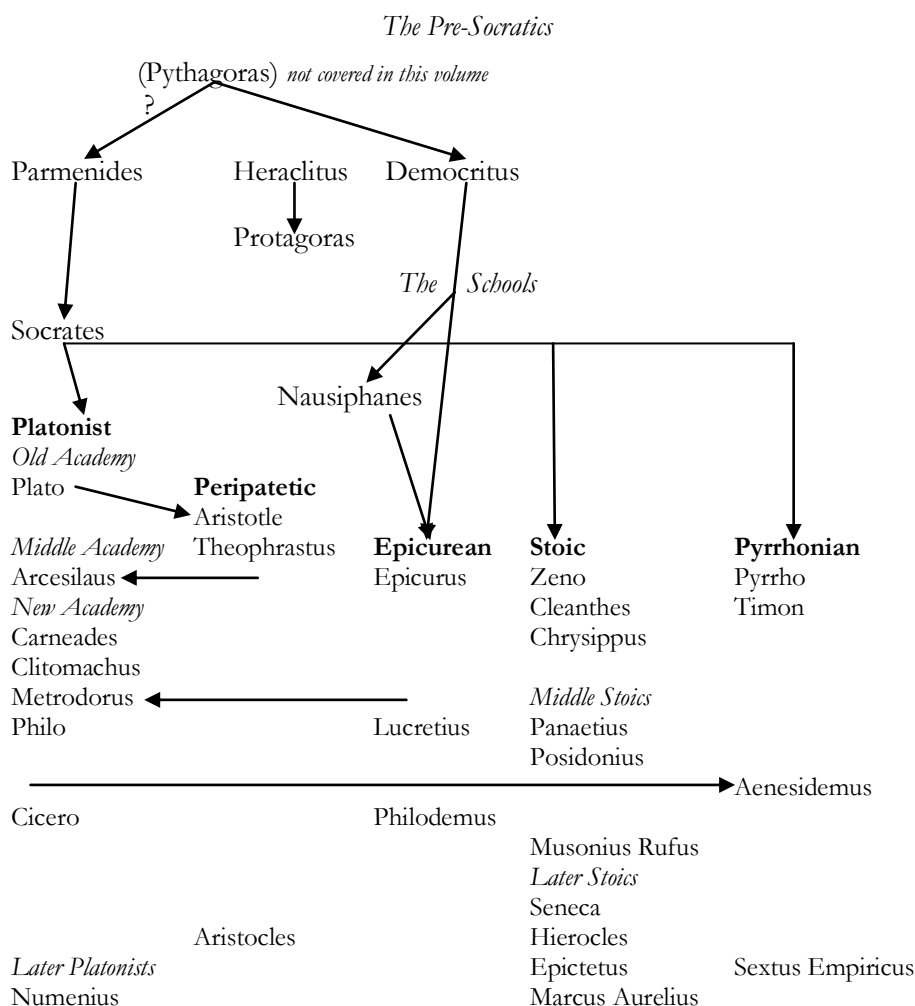 The Pre-Socratics
(Pythagoras) not covered in this volume
?
Parmenides Heraclitus Democritus
Protagoras
The Schools
Socrates
Nausiphanes
Platonist
Old Academy
Plato Peripatetic
Aristotle
Middle Academy Theophrastus Epicurean Stoic Pyrrhonian
Arcesilaus Epicurus Zeno Pyrrho
New Academy Cleanthes Timon
Carneades Chrysippus
Clitomachus
Metrodorus Middle Stoics
Philo Lucretius Panaetius
Posidonius
Aenesidemus
Cicero Philodemus
Musonius Rufus
Later Stoics
Seneca
Aristocles Hierocles
Later Platonists Epictetus Sextus Empiricus
Numenius Marcus Aurelius